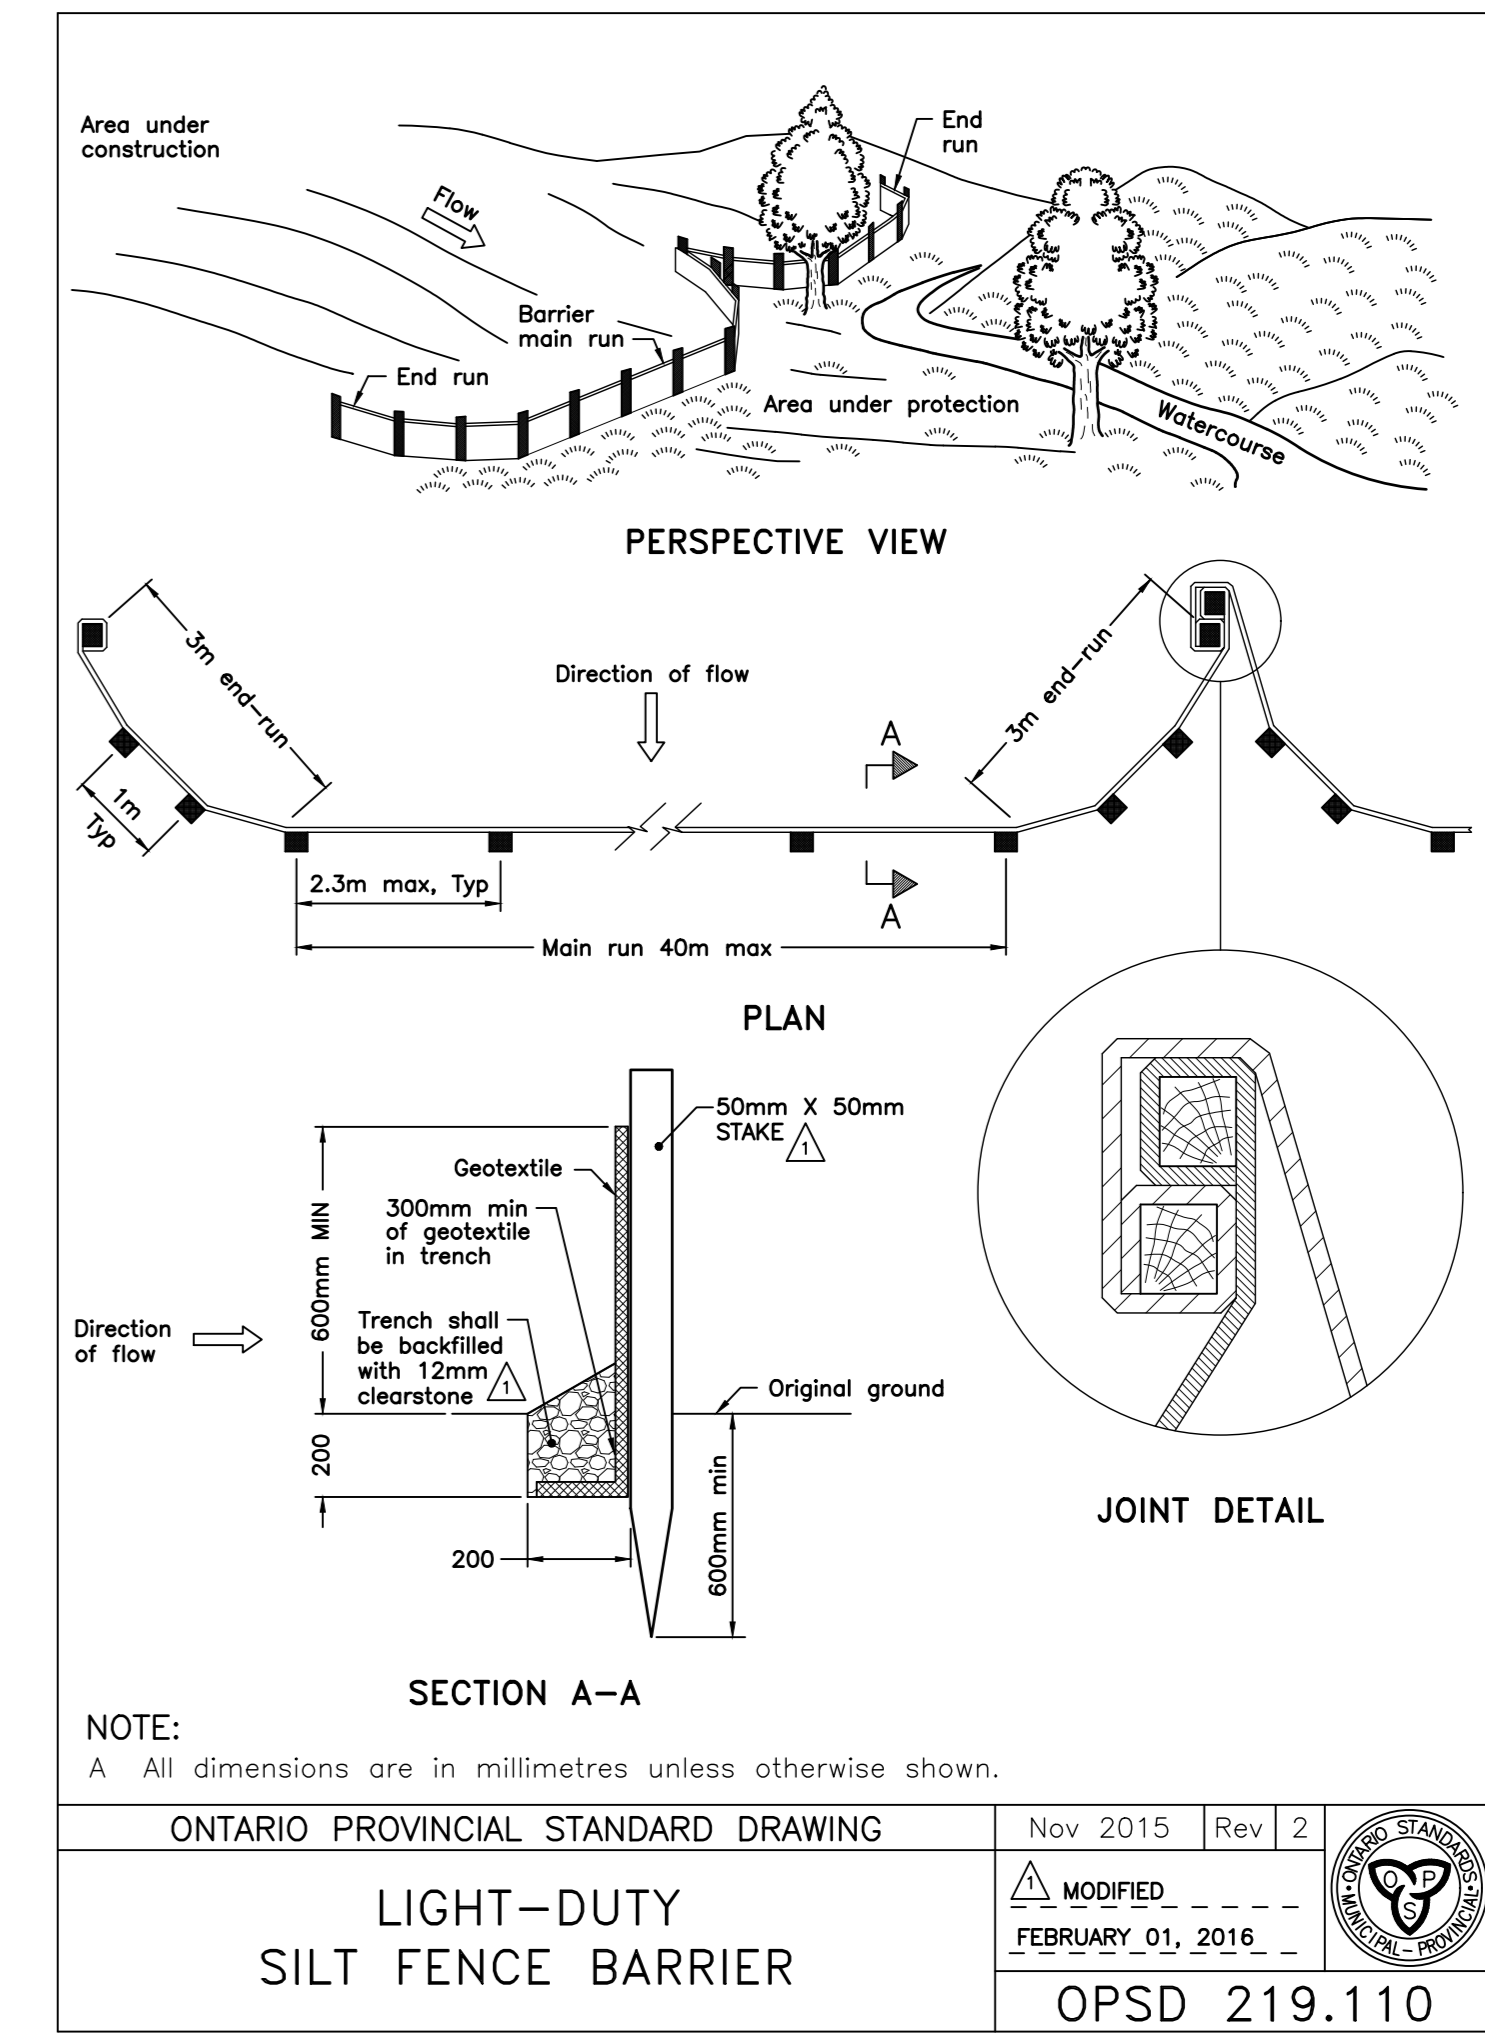 Area under
construction
Flow
End
run
Barrier
main run
End run
Area under protection
Watercourse
PERSPECTIVE VIEW
3m end-run
Direction of flow
3m end-run
1m
Typ
A
A
2.3m max, Typ
Main run 40m max
PLAN
50mm X 50mm
STAKE 1
Geotextile
300mm min
of geotextile
in trench
600mm MIN
Direction
of flow
Trench shall
be backfilled
with 12mm
clearstone 1
Original ground
200
200
600mm min
JOINT DETAIL
SECTION A-A
NOTE:
A All dimensions are in millimetres unless otherwise shown.
ONTARIO PROVINCIAL STANDARD DRAWING
Nov 2015 Rev 2
LIGHT-DUTY
SILT FENCE BARRIER
1 MODIFIED
FEBRUARY 01, 2016
OPSD 219.110
ONTARIO STANDARDS
MUNICIPAL - PROVINCIAL
O P S